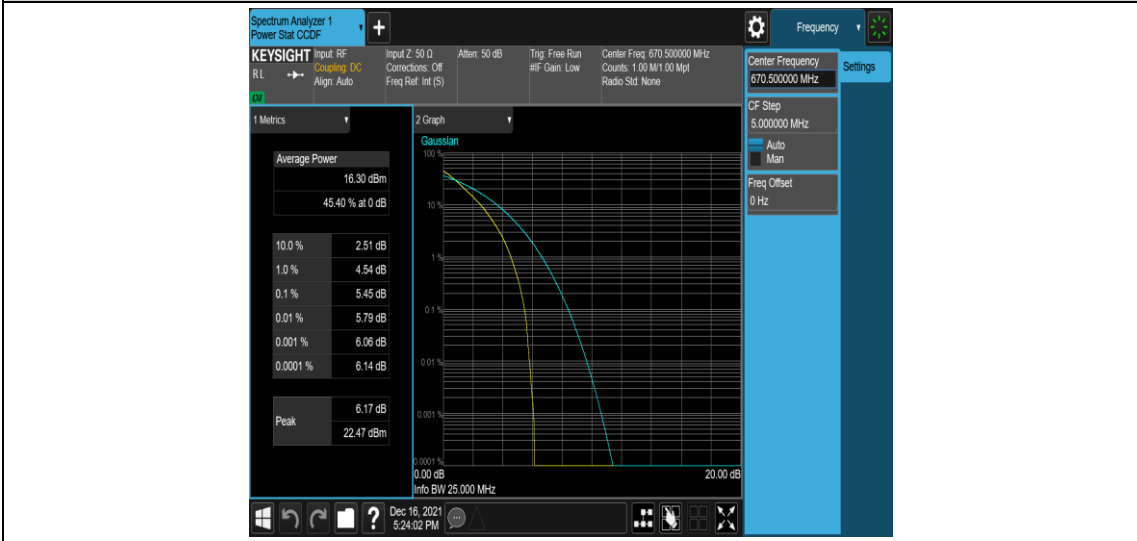 Spectrum Analyzer 1
Power Stat CCDF
+
Frequency
KEYSIGHT
RL
LXI
Input: RF
Coupling: DC
Align: Auto
Input Z: 50 Ω
Corrections: Off
Freq Ref: Int (S)
Atten: 50 dB
Trig: Free Run
#IF Gain: Low
Center Freq: 670.500000 MHz
Counts: 1.00 M/1.00 Mpt
Radio Std: None
Center Frequency
670.500000 MHz
Settings
CF Step
5.000000 MHz
Auto
Man
Freq Offset
0 Hz
1 Metrics
Average Power
16.30 dBm
45.40 % at 0 dB
10.0 % 2.51 dB
1.0 % 4.54 dB
0.1 % 5.45 dB
0.01 % 5.79 dB
0.001 % 6.06 dB
0.0001 % 6.14 dB
Peak
6.17 dB
22.47 dBm
2 Graph
Gaussian
100 %
10 %
1 %
0.1 %
0.01 %
0.001 %
0.0001 %
0.00 dB
20.00 dB
Info BW 25.000 MHz
?
Dec 16, 2021
5:24:02 PM